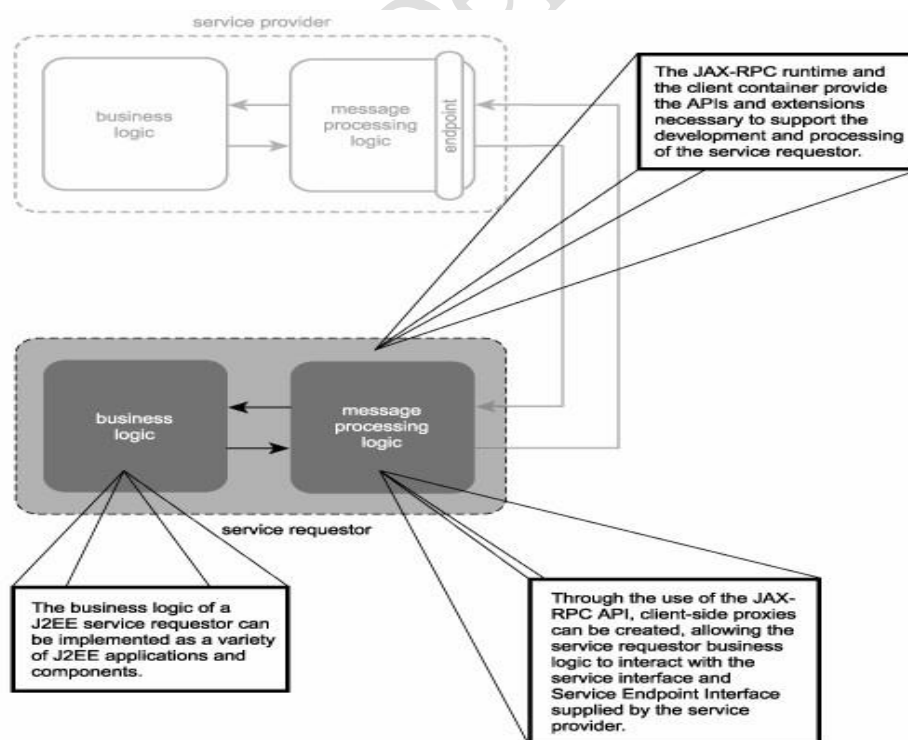 service provider
business
logic
message
processing
logic
endpoint
The JAX-RPC runtime and
the client container provide
the APIs and extensions
necessary to support the
development and processing
of the service requestor.
business
logic
message
processing
logic
service requestor
The business logic of a
J2EE service requestor can
be implemented as a variety
of J2EE applications and
components.
Through the use of the JAX-
RPC API, client-side proxies
can be created, allowing the
service requestor business
logic to interact with the
service interface and
Service Endpoint Interface
supplied by the service
provider.